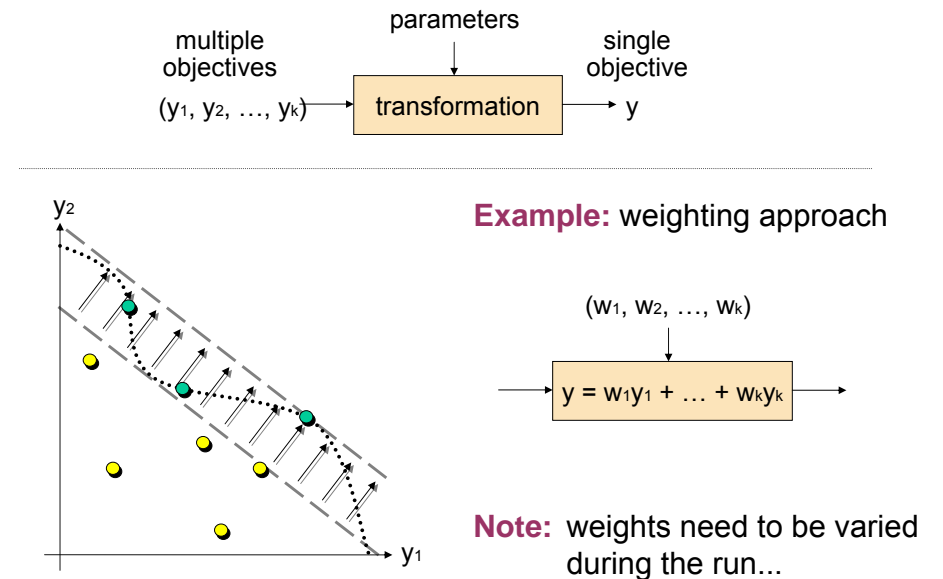 parameters
multiple
objectives
single
objective
(y₁, y₂, …, yₖ)
transformation
y
y₂
Example: weighting approach
(w₁, w₂, …, wₖ)
y = w₁y₁ + … + wₖyₖ
y₁
Note: weights need to be varied
during the run...